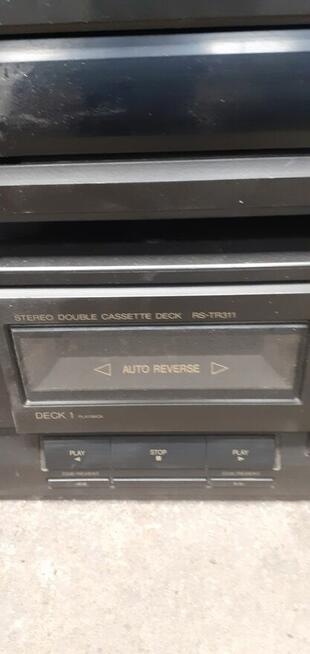 STEREO DOUBLE CASSETTE DECK RS-TR311
◁ AUTO REVERSE ▷
DECK 1 PLAYBACK
PLAY STOP PLAY
◀ ■ ▶